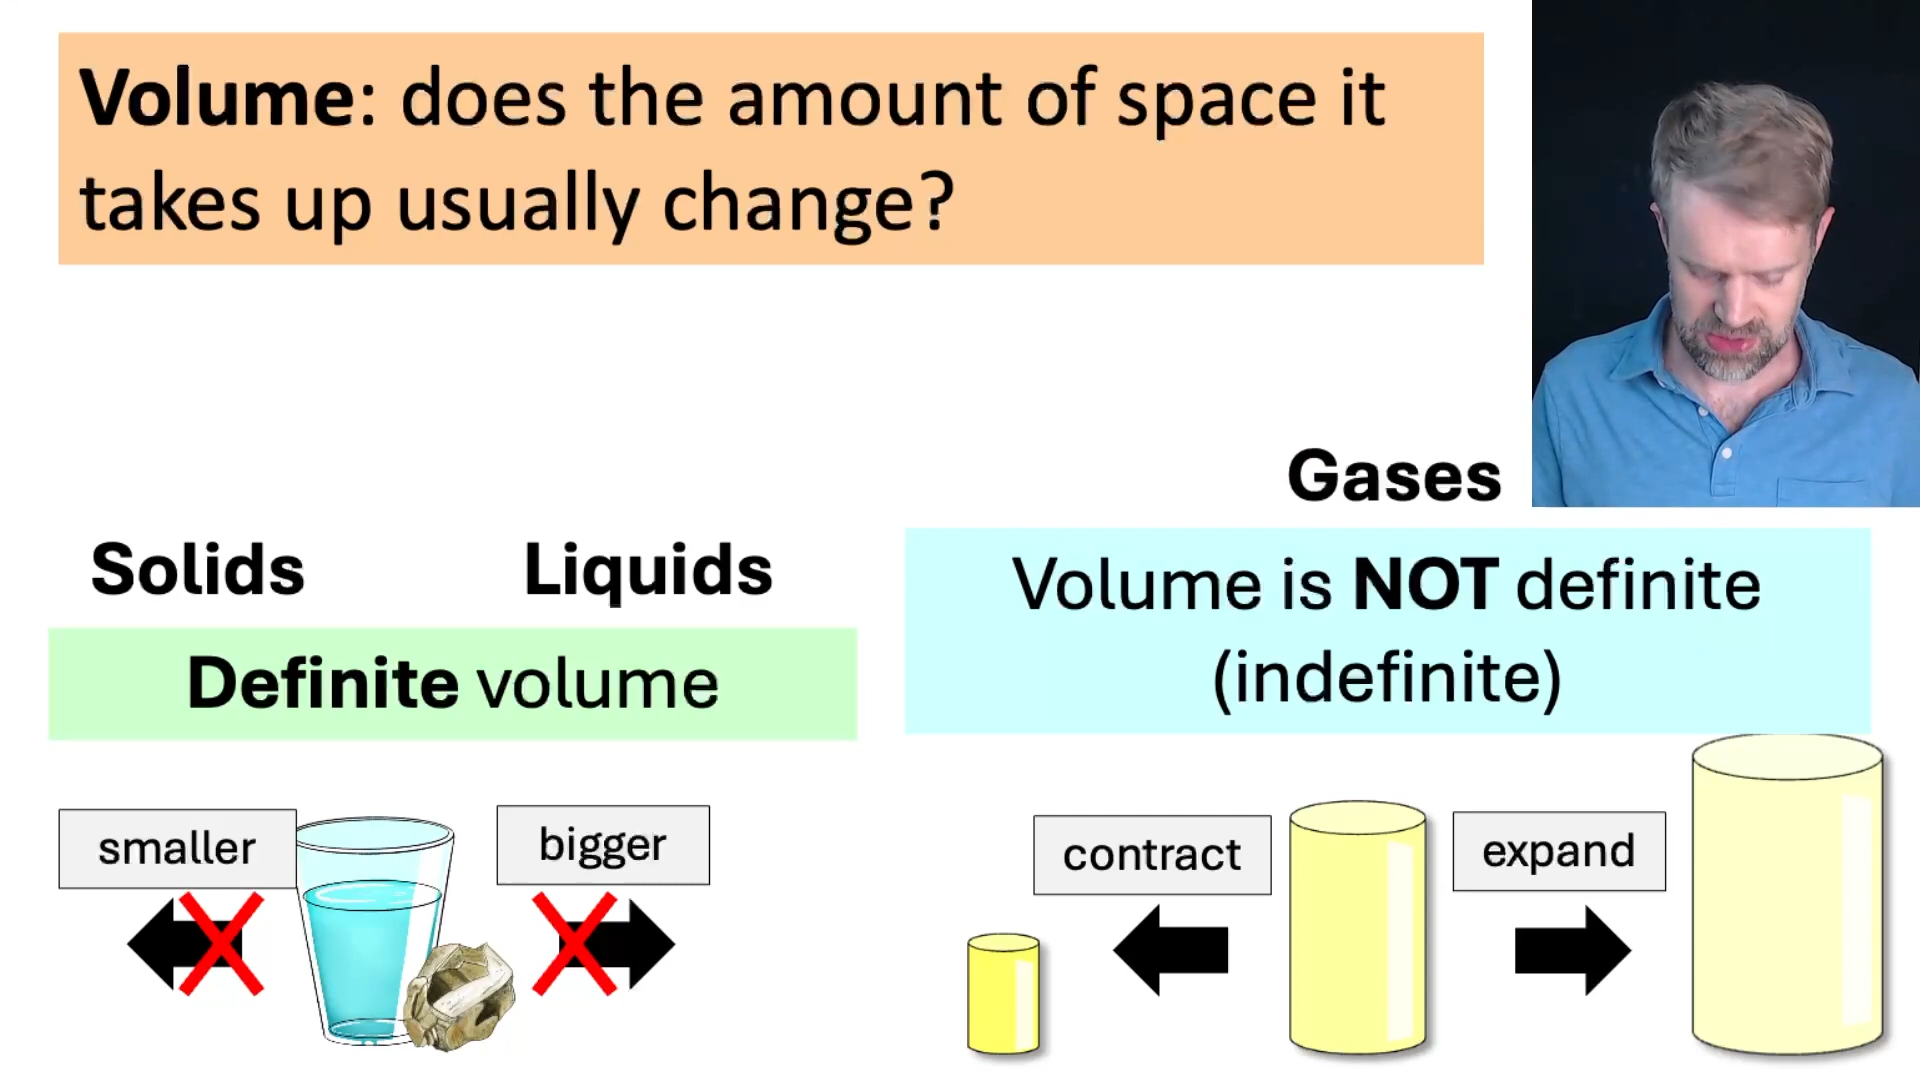 Volume: does the amount of space it
takes up usually change?
Solids
Liquids
Definite volume
smaller
bigger
Gases
Volume is NOT definite
(indefinite)
contract
expand